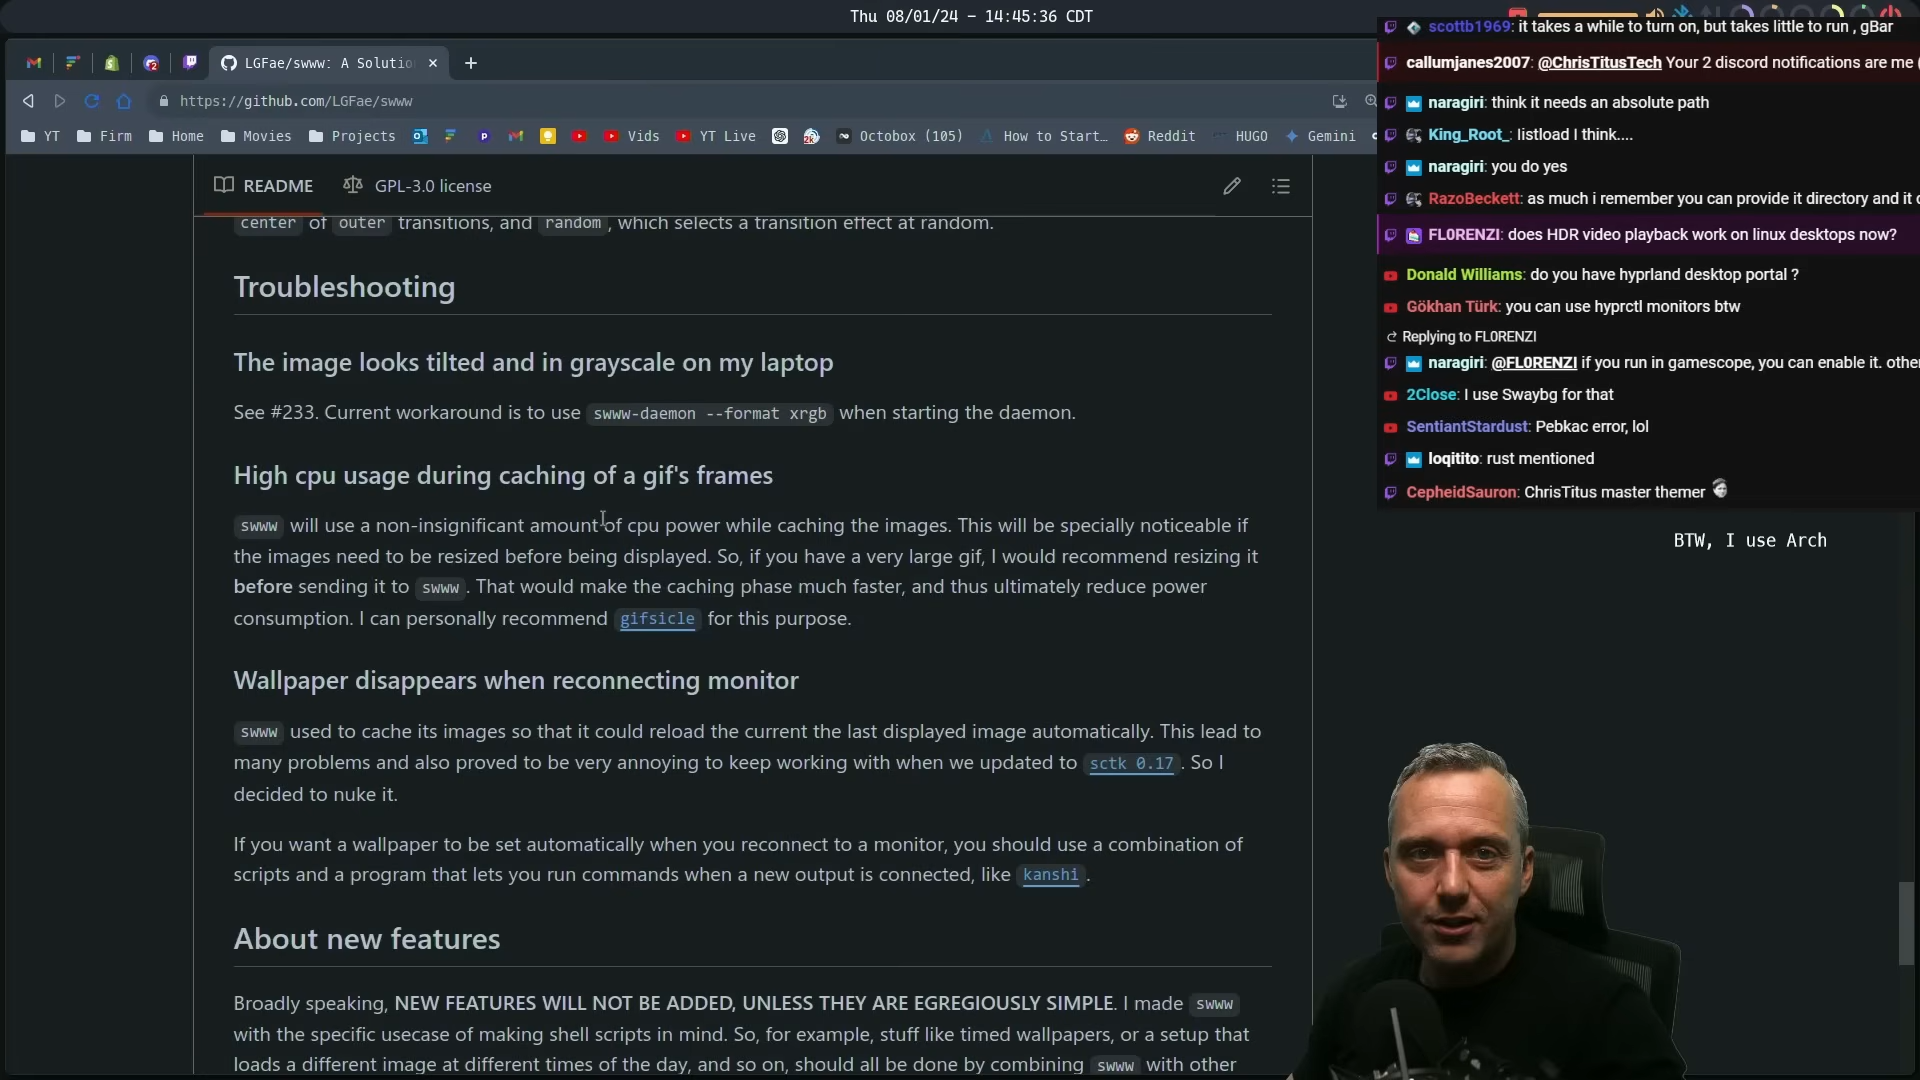 Thu 08/01/24 – 14:45:36 CDT
LGFae/swww: A Solutio
https://github.com/LGFae/swww
YT
Firm
Home
Movies
Projects
Vids
YT Live
Octobox (105)
How to Start…
Reddit
HUGO
Gemini
README
GPL-3.0 license
center of outer transitions, and random, which selects a transition effect at random.
Troubleshooting
The image looks tilted and in grayscale on my laptop
See #233. Current workaround is to use swww-daemon --format xrgb when starting the daemon.
High cpu usage during caching of a gif's frames
swww will use a non-insignificant amount of cpu power while caching the images. This will be specially noticeable if
the images need to be resized before being displayed. So, if you have a very large gif, I would recommend resizing it
before sending it to swww. That would make the caching phase much faster, and thus ultimately reduce power
consumption. I can personally recommend gifsicle for this purpose.
Wallpaper disappears when reconnecting monitor
swww used to cache its images so that it could reload the current the last displayed image automatically. This lead to
many problems and also proved to be very annoying to keep working with when we updated to sctk 0.17. So I
decided to nuke it.
If you want a wallpaper to be set automatically when you reconnect to a monitor, you should use a combination of
scripts and a program that lets you run commands when a new output is connected, like kanshi.
About new features
Broadly speaking, NEW FEATURES WILL NOT BE ADDED, UNLESS THEY ARE EGREGIOUSLY SIMPLE. I made swww
with the specific usecase of making shell scripts in mind. So, for example, stuff like timed wallpapers, or a setup that
loads a different image at different times of the day, and so on, should all be done by combining swww with other
scottb1969: it takes a while to turn on, but takes little to run , gBar
callumjanes2007: @ChrisTitusTech Your 2 discord notifications are me
naragiri: think it needs an absolute path
King_Root_: listload I think....
naragiri: you do yes
RazoBeckett: as much i remember you can provide it directory and it
FL0RENZI: does HDR video playback work on linux desktops now?
Donald Williams: do you have hyprland desktop portal ?
Gökhan Türk: you can use hyprctl monitors btw
Replying to FL0RENZI
naragiri: @FL0RENZI if you run in gamescope, you can enable it. othe
2Close: I use Swaybg for that
SentiantStardust: Pebkac error, lol
loqitito: rust mentioned
CepheidSauron: ChrisTitus master themer
BTW, I use Arch